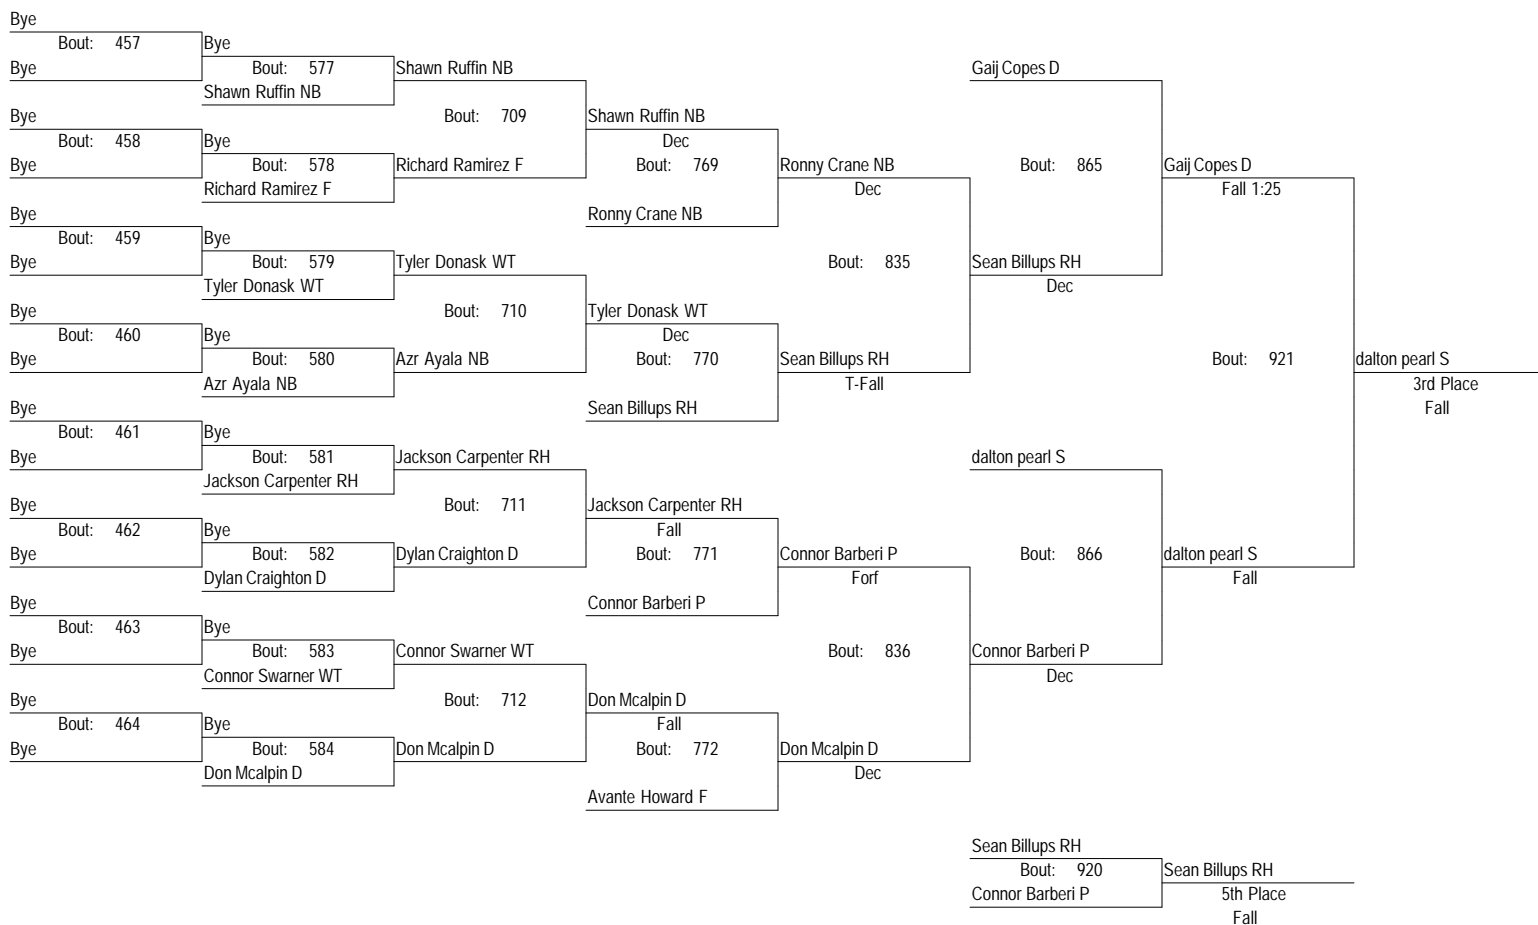 Bye
Bout: 457
Bye
Bye
Bout: 577
Shawn Ruffin NB
Shawn Ruffin NB
Gaij Copes D
Bye
Bout: 458
Bye
Bye
Bout: 578
Richard Ramirez F
Bout: 709
Richard Ramirez F
Shawn Ruffin NB
Dec
Bout: 769
Ronny Crane NB
Ronny Crane NB
Dec
Bout: 865
Gaij Copes D
Fall 1:25
Bye
Bout: 459
Bye
Bye
Bout: 579
Tyler Donask WT
Tyler Donask WT
Bout: 835
Sean Billups RH
Dec
Bye
Bout: 460
Bye
Bye
Bout: 580
Azr Ayala NB
Bout: 710
Azr Ayala NB
Tyler Donask WT
Dec
Bout: 770
Sean Billups RH
Sean Billups RH
T-Fall
Bout: 921
dalton pearl S
3rd Place
Fall
Bye
Bout: 461
Bye
Bye
Bout: 581
Jackson Carpenter RH
Jackson Carpenter RH
dalton pearl S
Bye
Bout: 462
Bye
Bye
Bout: 582
Dylan Craighton D
Bout: 711
Dylan Craighton D
Jackson Carpenter RH
Fall
Bout: 771
Connor Barberi P
Connor Barberi P
Forf
Bout: 866
dalton pearl S
Fall
Bye
Bout: 463
Bye
Bye
Bout: 583
Connor Swarner WT
Connor Swarner WT
Bout: 836
Connor Barberi P
Dec
Bye
Bout: 464
Bye
Bye
Bout: 584
Don Mcalpin D
Bout: 712
Don Mcalpin D
Don Mcalpin D
Fall
Bout: 772
Avante Howard F
Don Mcalpin D
Dec
Sean Billups RH
Bout: 920
Connor Barberi P
Sean Billups RH
5th Place
Fall